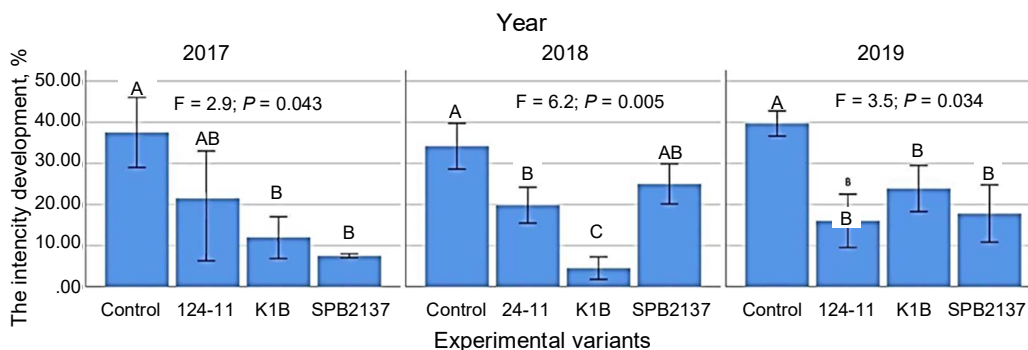 Year
2017 2018 2019
The intencity development, %
50.00
40.00
30.00
20.00
10.00
.00
A
F = 2.9; P = 0.043
AB
B
B
A
F = 6.2; P = 0.005
B
C
AB
A
F = 3.5; P = 0.034
B
B
B
B
Control 124-11 K1B SPB2137 Control 24-11 K1B SPB2137 Control 124-11 K1B SPB2137
Experimental variants